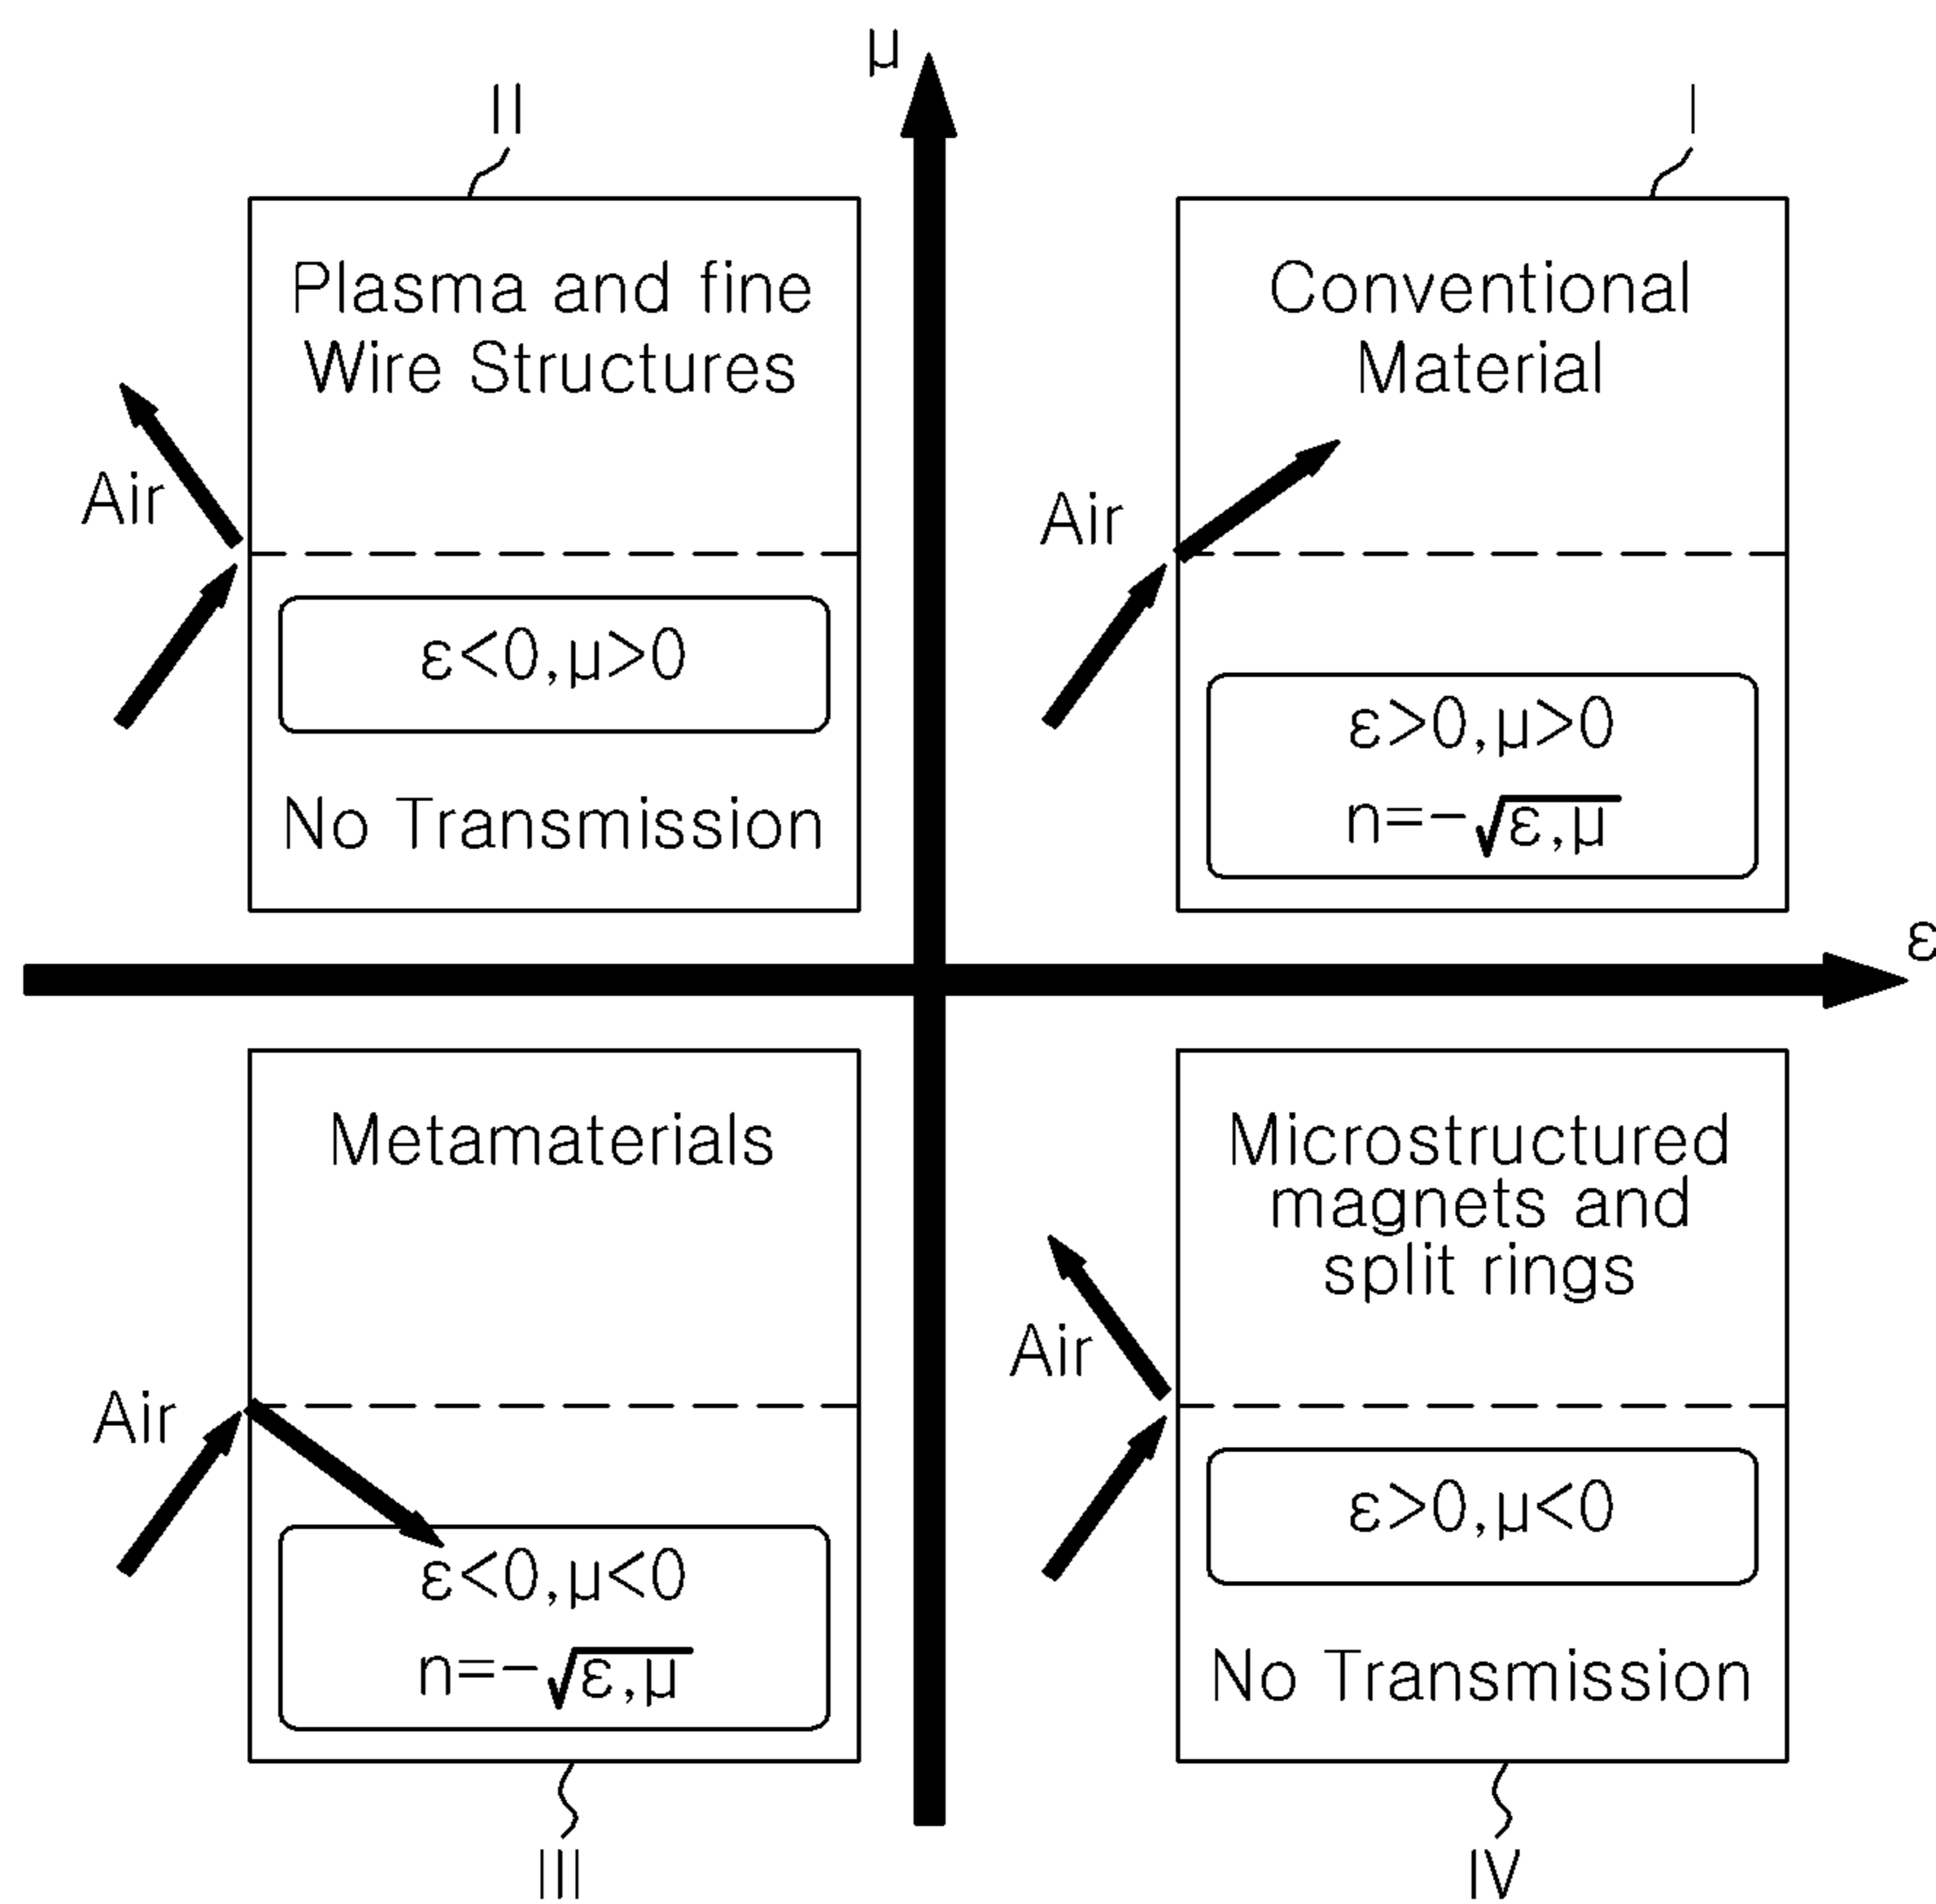 μ
ε
II
Plasma and fine
Wire Structures
Air
ε<0,μ>0
No Transmission
I
Conventional
Material
Air
ε>0,μ>0
n=-√ε,μ
Metamaterials
Air
ε<0,μ<0
n=-√ε,μ
III
Microstructured
magnets and
split rings
Air
ε>0,μ<0
No Transmission
IV